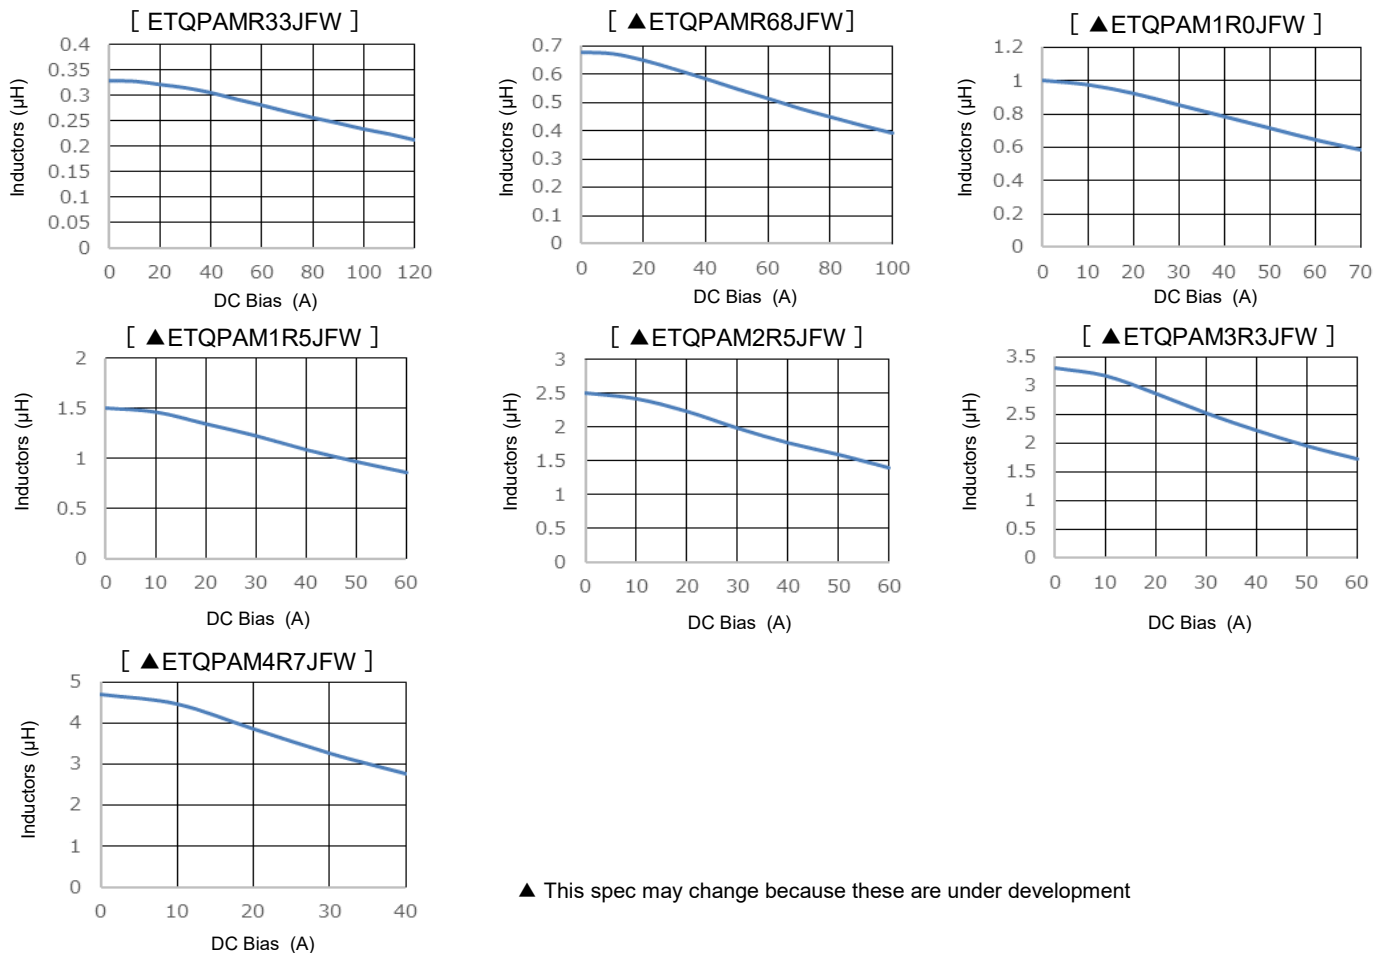 [ ETQPAMR33JFW ]
0.4
0.35
0.3
0.25
0.2
0.15
0.1
0.05
0
Inductors (µH)
0 20 40 60 80 100 120
DC Bias (A)
[ ▲ETQPAMR68JFW]
0.7
0.6
0.5
0.4
0.3
0.2
0.1
0
Inductors (µH)
0 20 40 60 80 100
DC Bias (A)
[ ▲ETQPAM1R0JFW ]
1.2
1
0.8
0.6
0.4
0.2
0
Inductors (µH)
0 10 20 30 40 50 60 70
DC Bias (A)
[ ▲ETQPAM1R5JFW ]
2
1.5
1
0.5
0
Inductors (µH)
0 10 20 30 40 50 60
DC Bias (A)
[ ▲ETQPAM2R5JFW ]
3
2.5
2
1.5
1
0.5
0
Inductors (µH)
0 10 20 30 40 50 60
DC Bias (A)
[ ▲ETQPAM3R3JFW ]
3.5
3
2.5
2
1.5
1
0.5
0
Inductors (µH)
0 10 20 30 40 50 60
DC Bias (A)
[ ▲ETQPAM4R7JFW ]
5
4
3
2
1
0
Inductors (µH)
0 10 20 30 40
DC Bias (A)
▲ This spec may change because these are under development